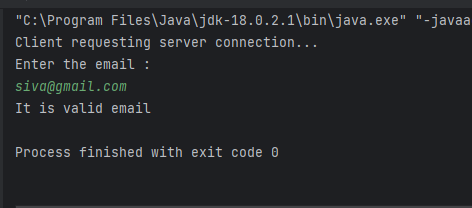 "C:\Program Files\Java\jdk-18.0.2.1\bin\java.exe" "-javaa
Client requesting server connection...
Enter the email :
siva@gmail.com
It is valid email
Process finished with exit code 0